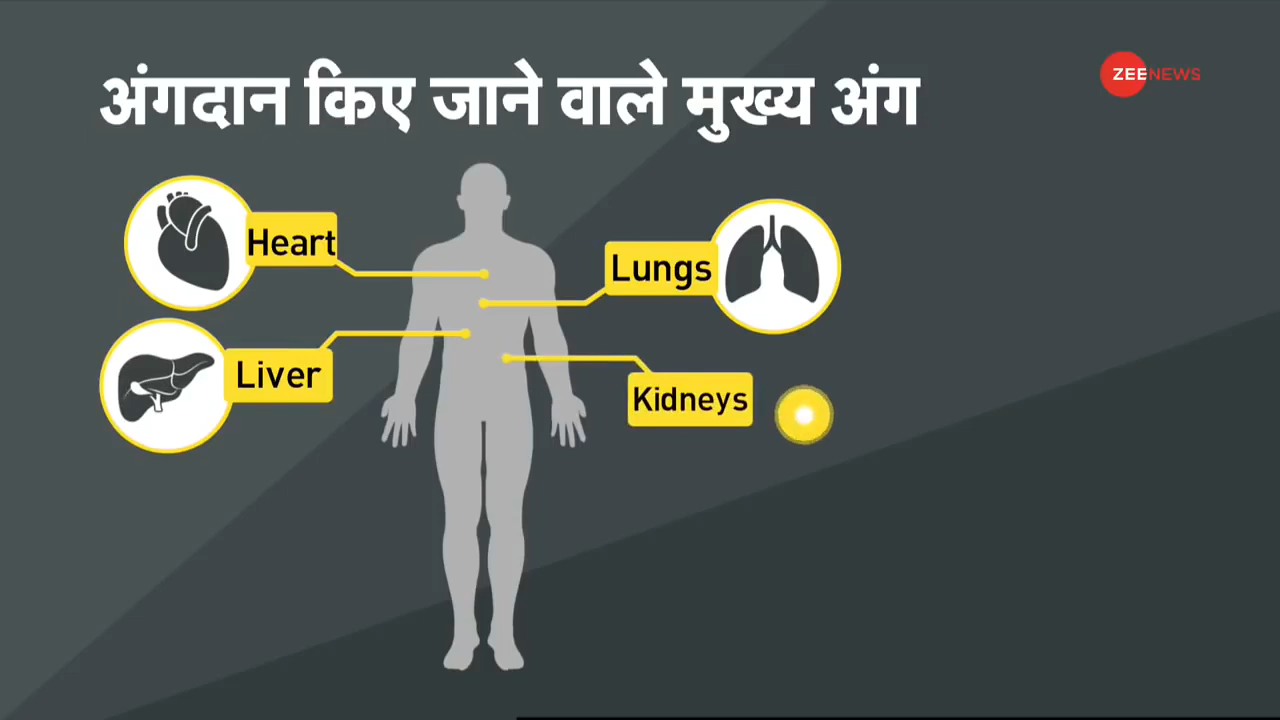 अंगदान किए जाने वाले मुख्य अंग
ZEENEWS
Heart
Lungs
Liver
Kidneys